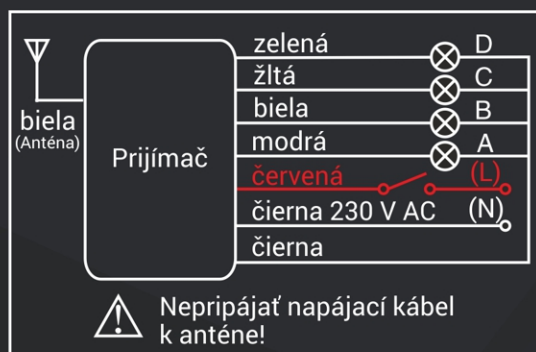 zelená D
žltá C
biela B
modrá A
červená (L)
čierna 230 V AC (N)
čierna
biela
(Anténa)
Prijímač
Nepripájať napájací kábel
k anténe!